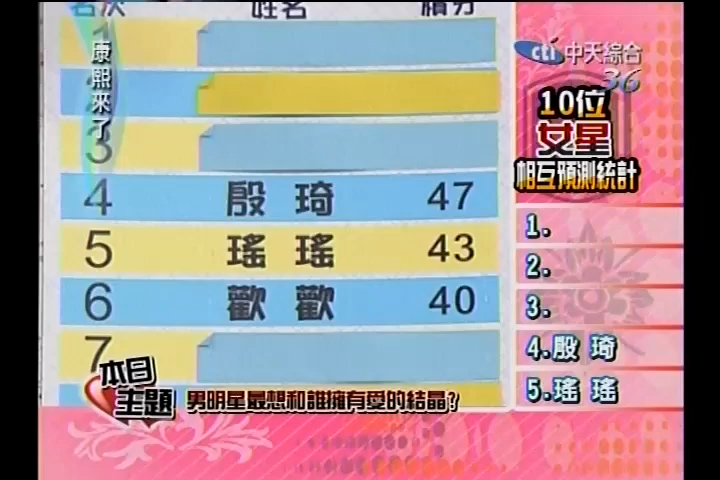 名次 姓名 積分
康熙來了
3
4 殷琦 47
5 瑤瑤 43
6 歡歡 40
7
cti 中天綜合
36
10位
女星
相互預測統計
1.
2.
3.
4.殷琦
5.瑤瑤
本日
主題
男明星最想和誰擁有愛的結晶?